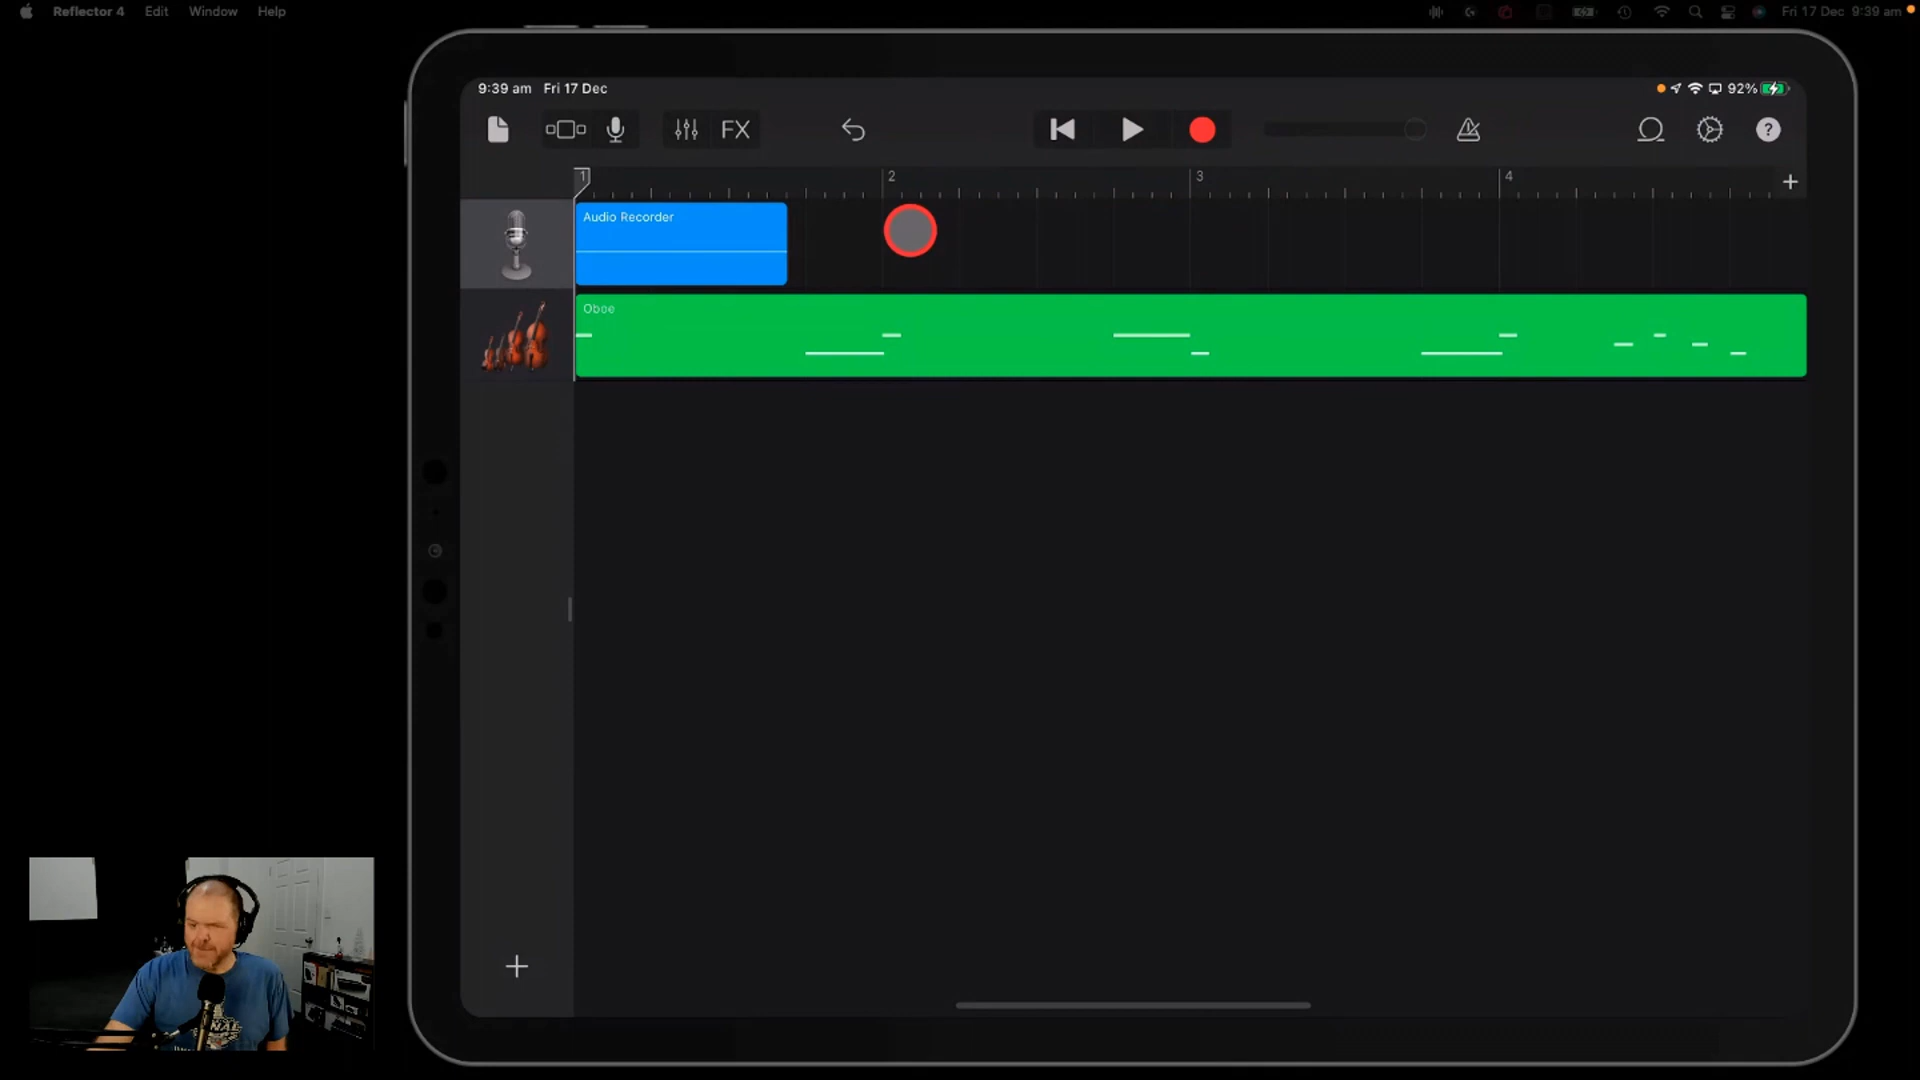 Reflector 4 Edit Window Help
Fri 17 Dec 9:39 am
9:39 am Fri 17 Dec
92%
FX
?
1 2 3 4
Audio Recorder
Oboe